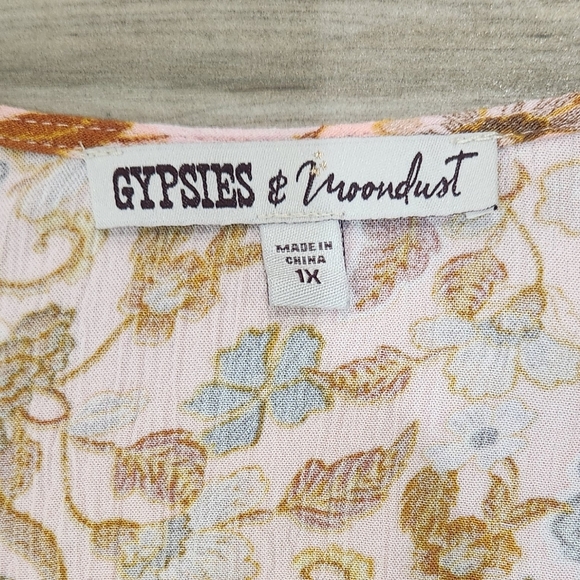 GYPSIES & Moondust
MADE IN
CHINA
1X